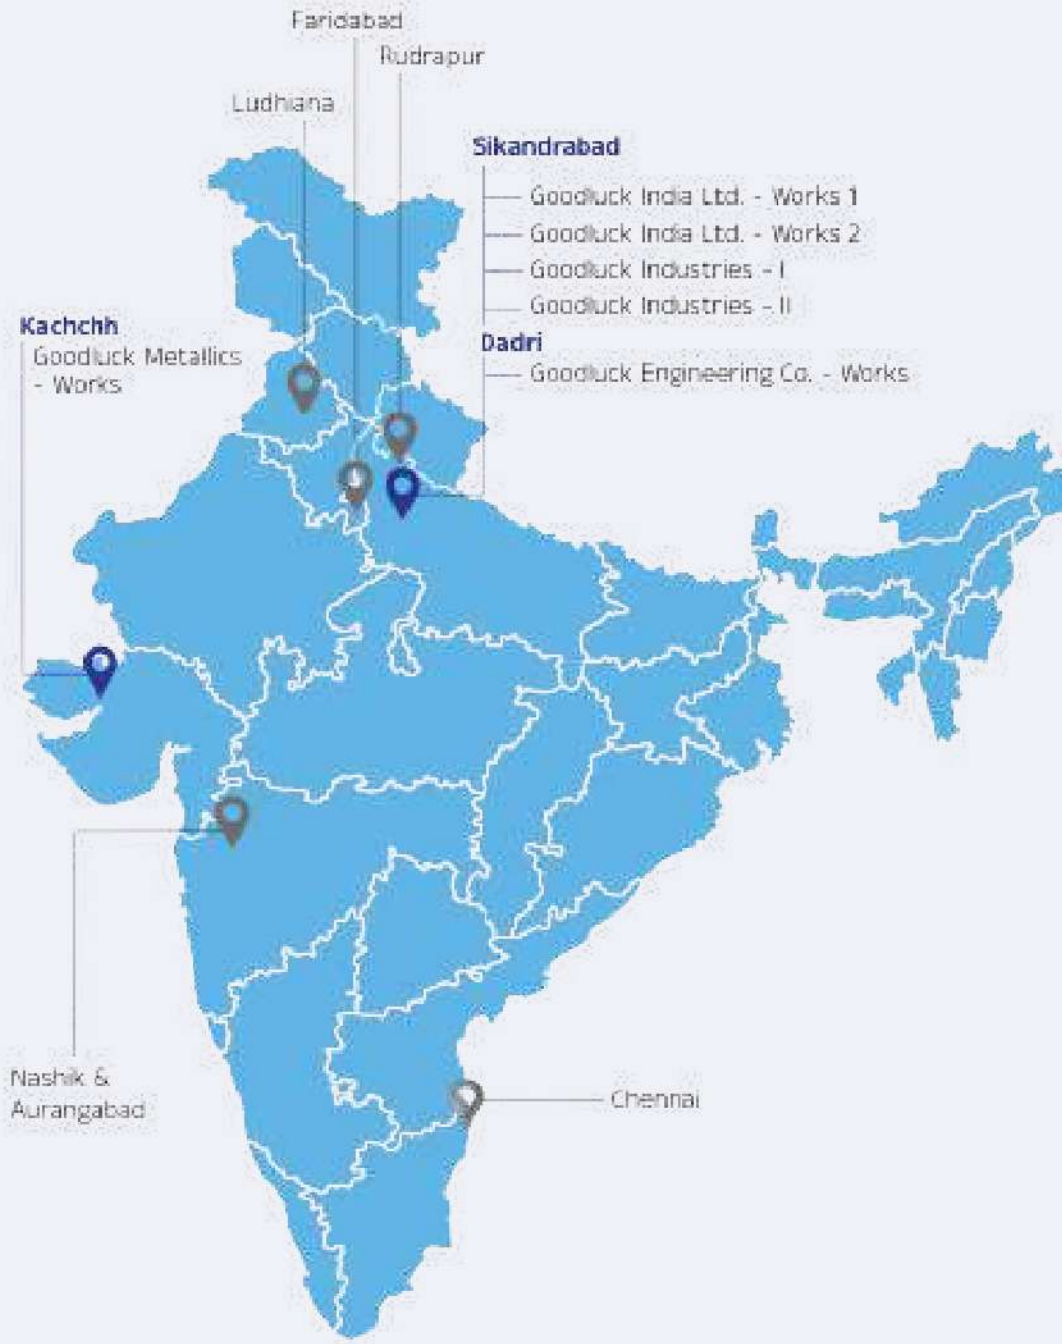 Faridabad
Rudrapur
Ludhiana
Sikandrabad
Goodluck India Ltd. - Works 1
Goodluck India Ltd. - Works 2
Goodluck Industries - I
Goodluck Industries - II
Kachchh
Goodluck Metallics
- Works
Dadri
Goodluck Engineering Co. - Works
Nashik &
Aurangabad
Chennai